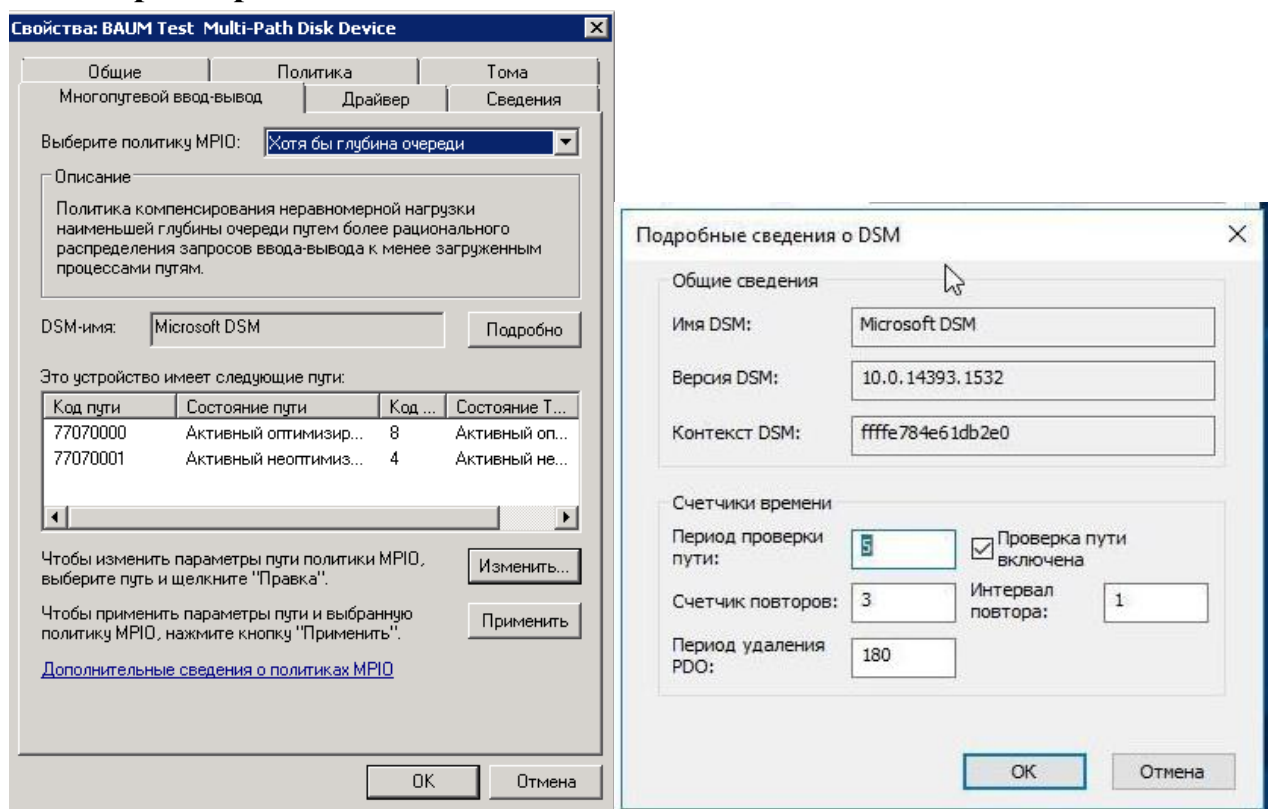 Свойства: BAUM Test Multi-Path Disk Device
Общие
Политика
Тома
Многопутевой ввод-вывод
Драйвер
Сведения
Выберите политику MPIO:
Хотя бы глубина очереди
Описание
Политика компенсирования неравномерной нагрузки
наименьшей глубины очереди путем более рационального
распределения запросов ввода-вывода к менее загруженным
процессами путям.
DSM-имя:
Microsoft DSM
Подробно
Это устройство имеет следующие пути:
Код пути
Состояние пути
Код ...
Состояние Т...
77070000
Активный оптимизир...
8
Активный оп...
77070001
Активный неоптимиз...
4
Активный не...
Чтобы изменить параметры пути политики MPIO,
выберите путь и щелкните "Правка".
Изменить...
Чтобы применить параметры пути и выбранную
политику MPIO, нажмите кнопку "Применить".
Применить
Дополнительные сведения о политиках MPIO
OK
Отмена
Подробные сведения о DSM
Общие сведения
Имя DSM:
Microsoft DSM
Версия DSM:
10.0.14393.1532
Контекст DSM:
ffffe784e61db2e0
Счетчики времени
Период проверки
пути:
5
Проверка пути
включена
Счетчик повторов:
3
Интервал
повтора:
1
Период удаления
PDO:
180
OK
Отмена